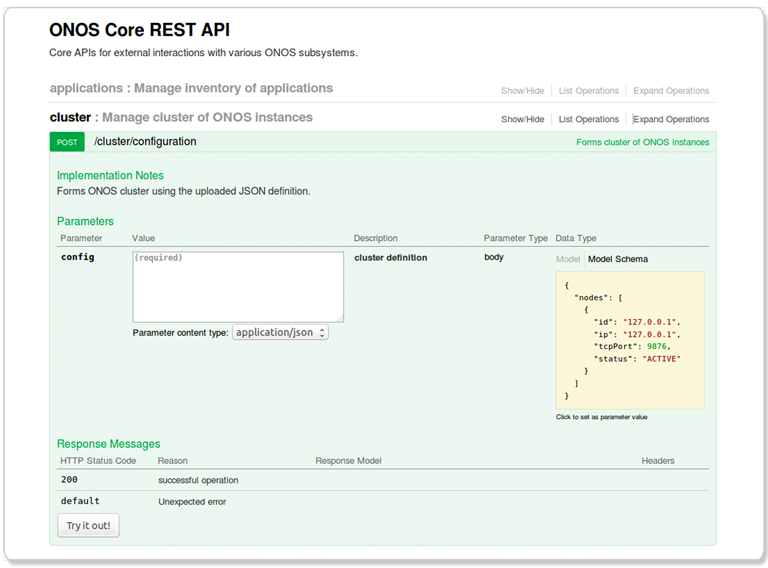 ONOS Core REST API
Core APIs for external interactions with various ONOS subsystems.
applications : Manage inventory of applications Show/Hide List Operations Expand Operations
cluster : Manage cluster of ONOS instances Show/Hide List Operations Expand Operations
POST /cluster/configuration Forms cluster of ONOS instances
Implementation Notes
Forms ONOS cluster using the uploaded JSON definition.
Parameters
Parameter Value Description Parameter Type Data Type
config (required) cluster definition body Model Model Schema
{
"nodes": [
{
"id": "127.0.0.1",
"ip": "127.0.0.1",
"tcpPort": 9876,
"status": "ACTIVE"
}
]
}
Parameter content type: application/json
Click to set as parameter value
Response Messages
HTTP Status Code Reason Response Model Headers
200 successful operation
default Unexpected error
Try it out!